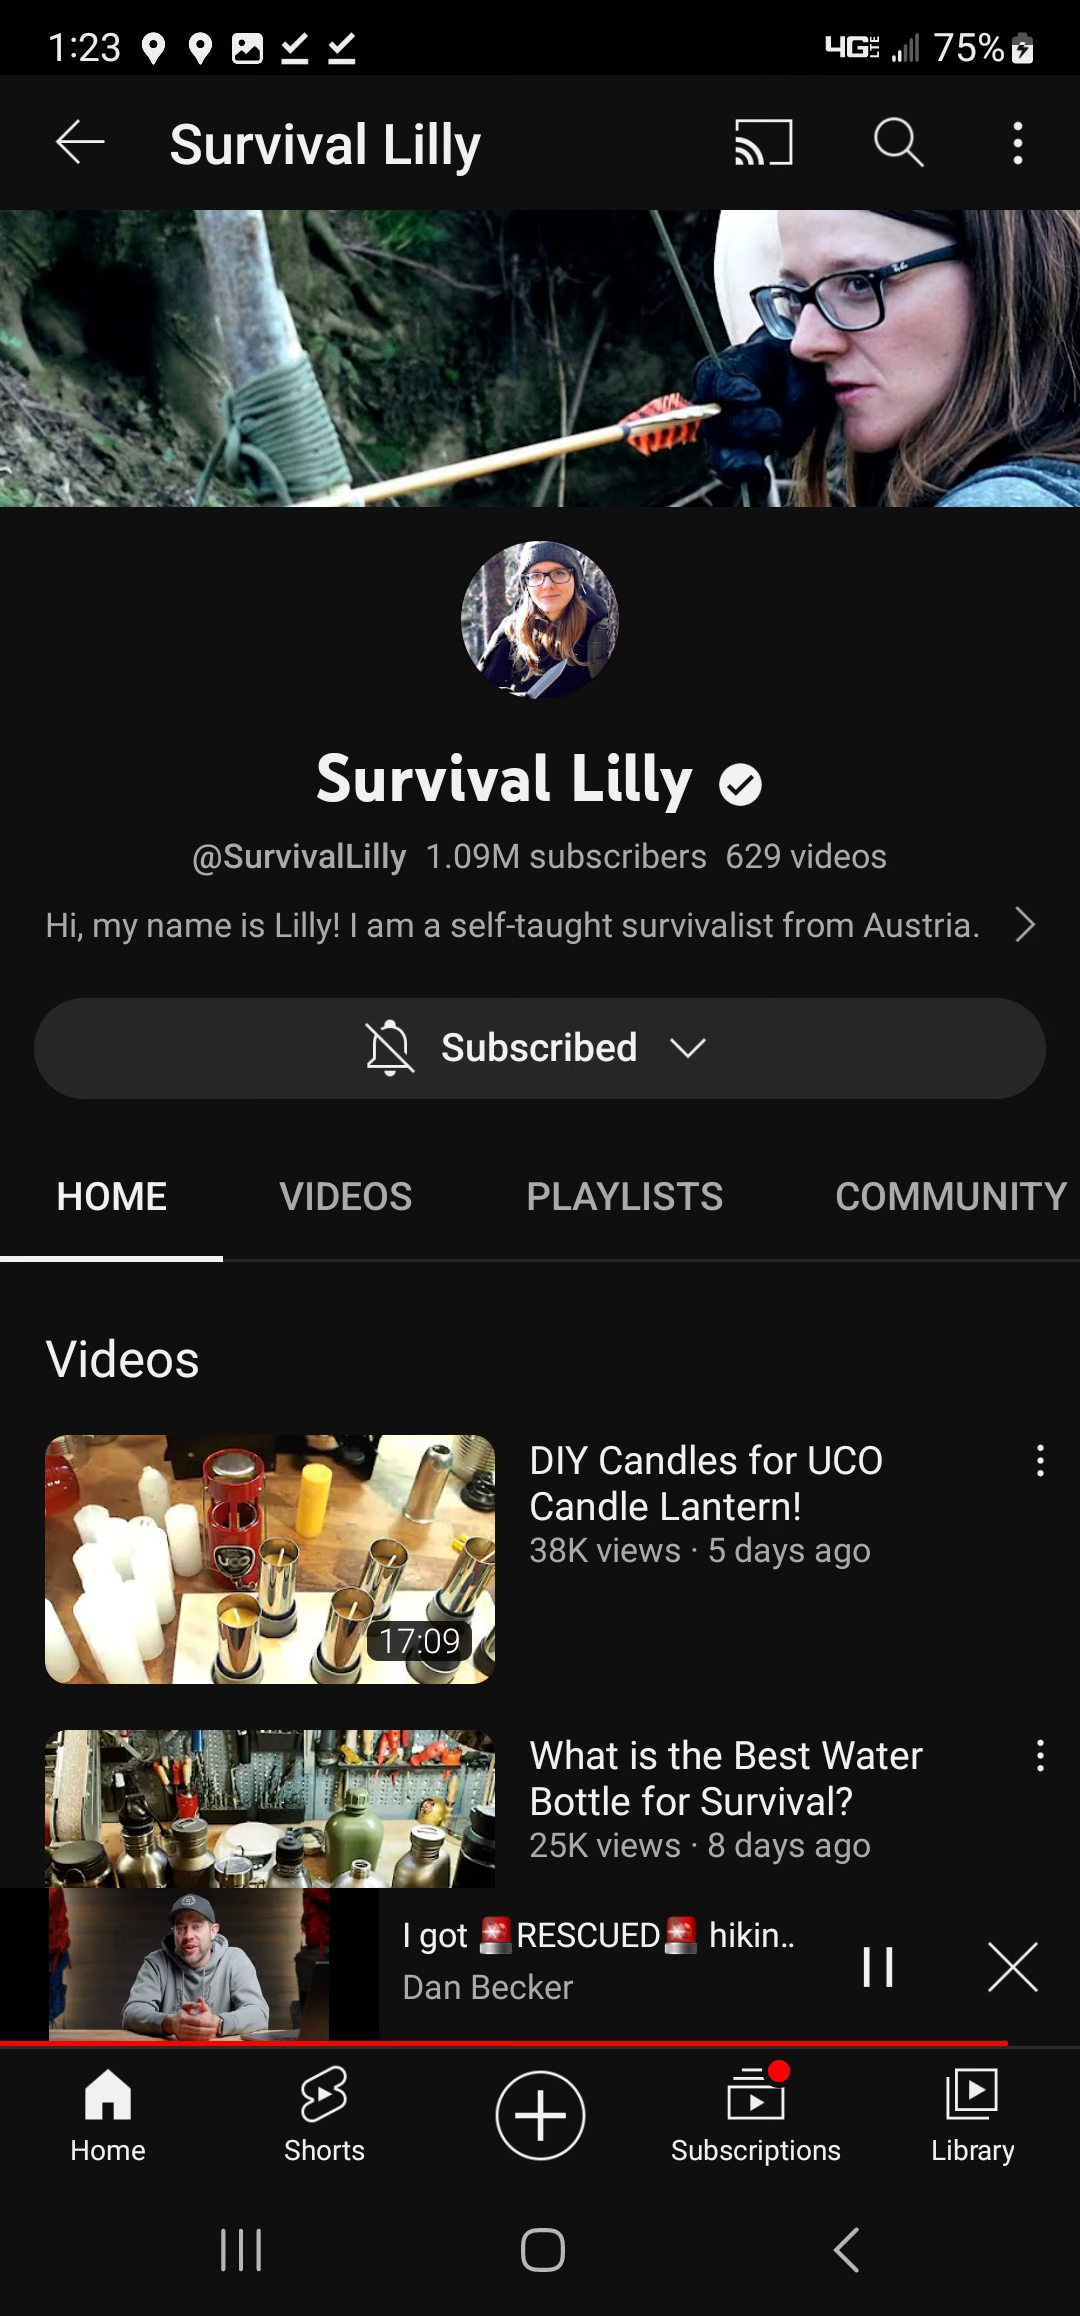 1:23
4G LTE 75%
Survival Lilly
Survival Lilly
@SurvivalLilly 1.09M subscribers 629 videos
Hi, my name is Lilly! I am a self-taught survivalist from Austria.
Subscribed
HOME VIDEOS PLAYLISTS COMMUNITY
Videos
DIY Candles for UCO
Candle Lantern!
38K views · 5 days ago
UCO
17:09
What is the Best Water
Bottle for Survival?
25K views · 8 days ago
I got 🚨RESCUED🚨 hikin..
Dan Becker
Home Shorts Subscriptions Library